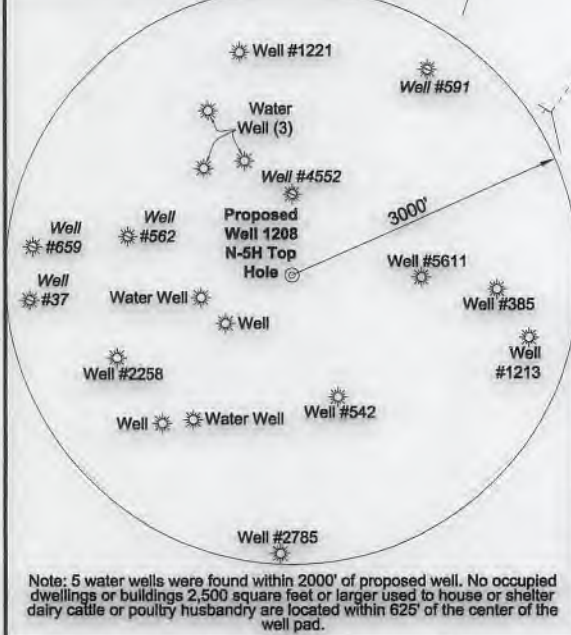 Well #1221
Well #591
Water
Well (3)
Well #4552
3000'
Proposed
Well 1208
N-5H Top
Hole
Well
#659
Well
#562
Well
#37
Water Well
Well
Well #5611
Well #385
Well
#1213
Well #2258
Well
Water Well
Well #542
Well #2785
Note: 5 water wells were found within 2000' of proposed well. No occupied
dwellings or buildings 2,500 square feet or larger used to house or shelter
dairy cattle or poultry husbandry are located within 625' of the center of the
well pad.